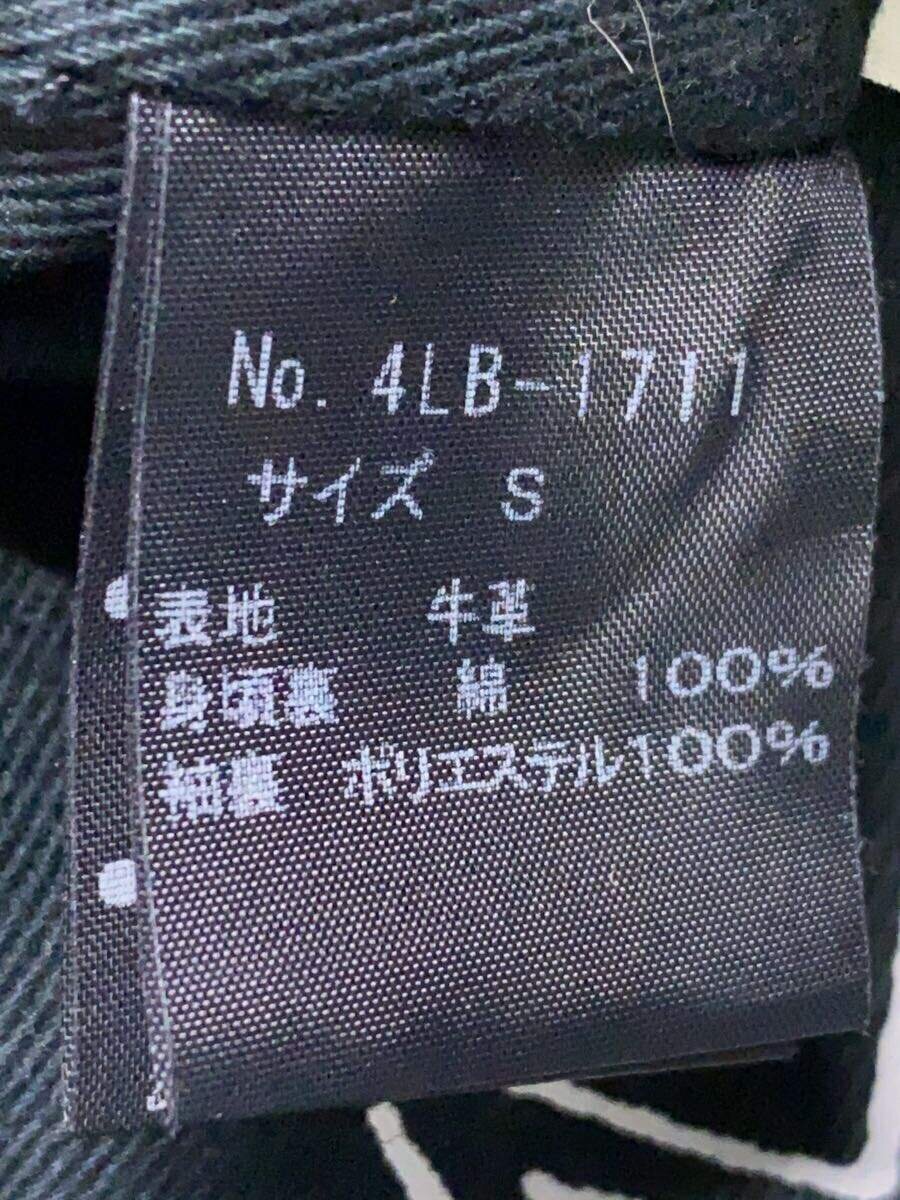 No. 4LB-1711
サイズ S
表地 牛革
身頃裏 綿 100%
袖裏 ポリエステル100%